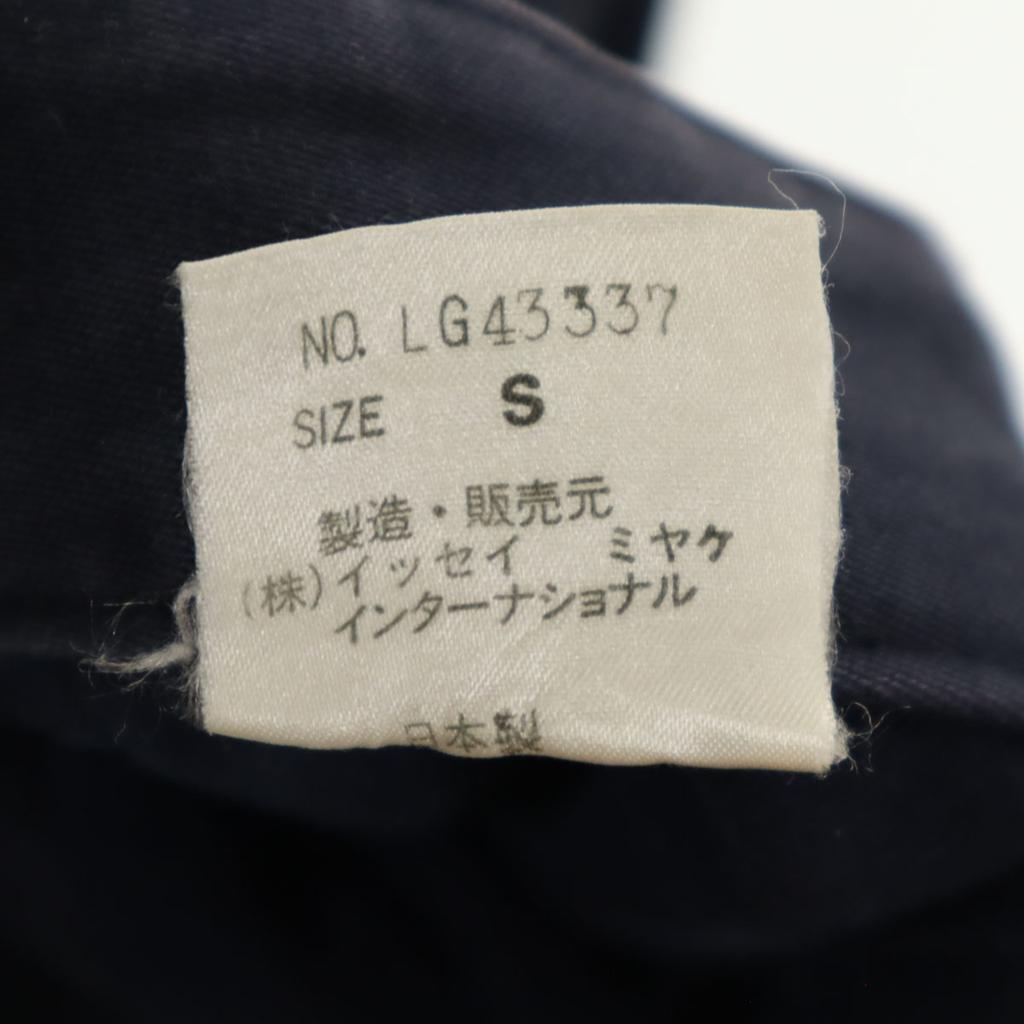 NO. LG43337
SIZE S
製造・販売元
(株)イッセイ ミヤケ
インターナショナル
日本製